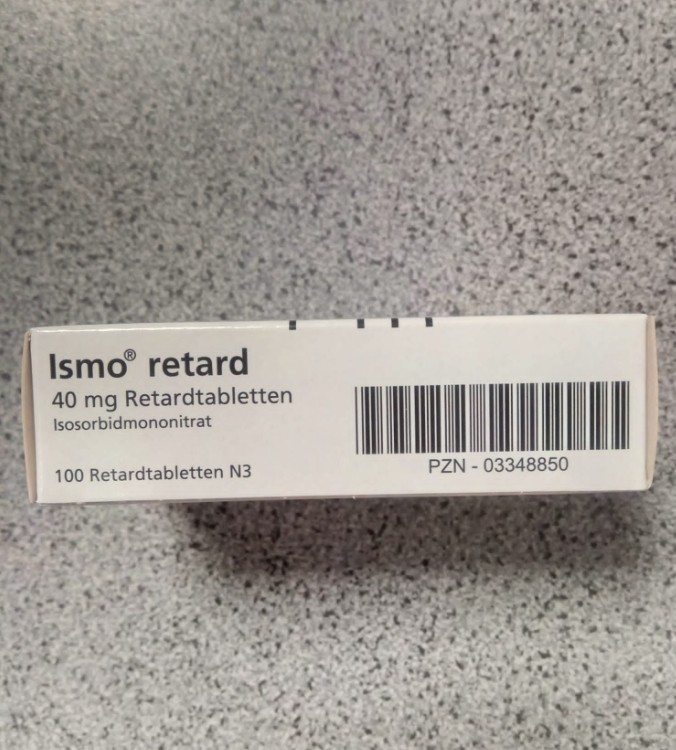 Ismo® retard
40 mg Retardtabletten
Isosorbidmononitrat
100 Retardtabletten N3
PZN - 03348850